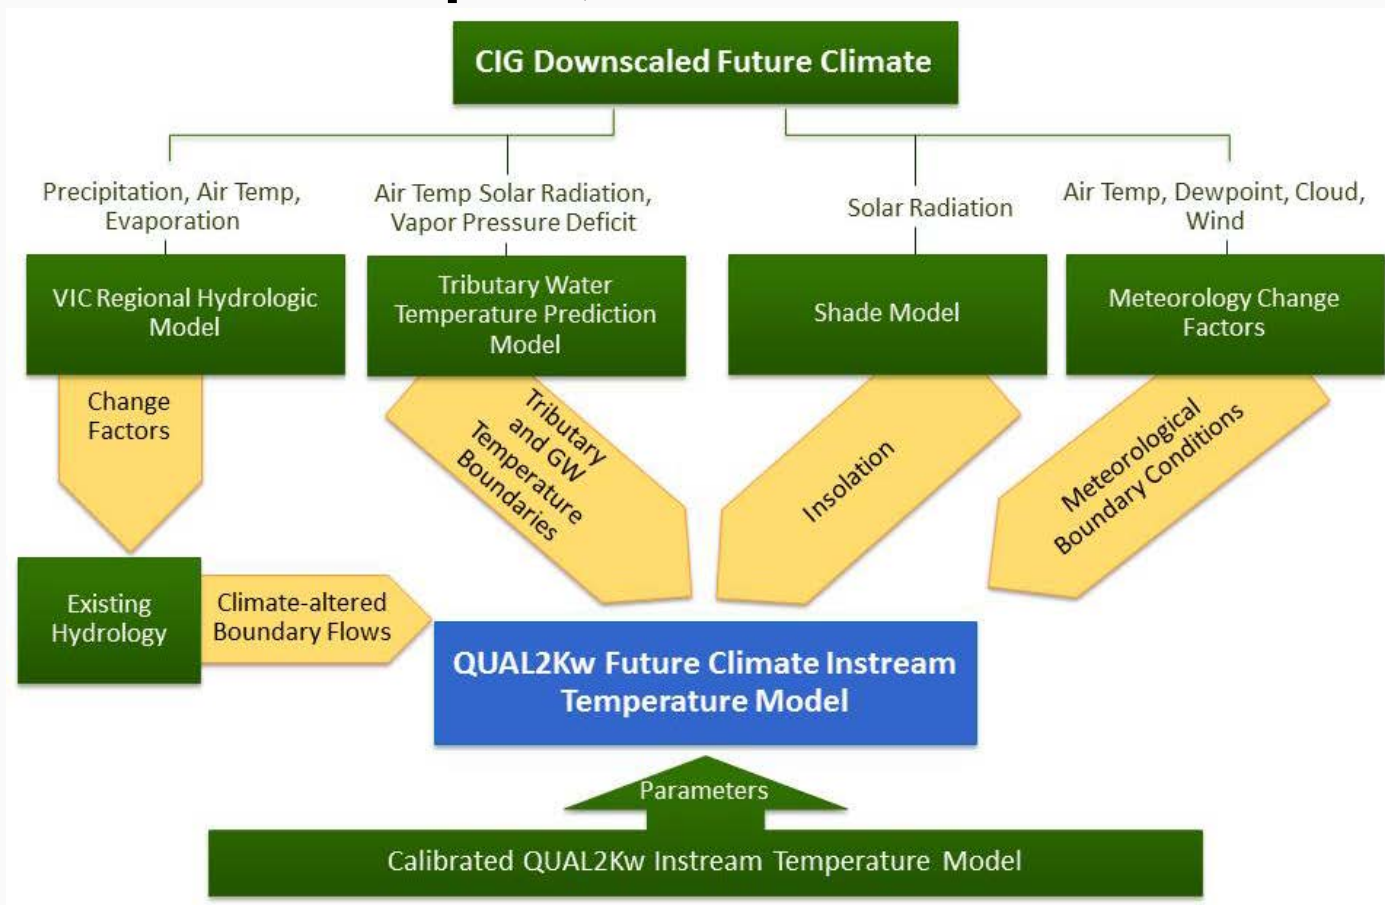 CIG Downscaled Future Climate
Precipitation, Air Temp,
Evaporation
Air Temp Solar Radiation,
Vapor Pressure Deficit
Solar Radiation
Air Temp, Dewpoint, Cloud,
Wind
VIC Regional Hydrologic
Model
Tributary Water
Temperature Prediction
Model
Shade Model
Meteorology Change
Factors
Change
Factors
Tributary
and GW
Temperature
Boundaries
Insolation
Meteorological
Boundary Conditions
Existing
Hydrology
Climate-altered
Boundary Flows
QUAL2Kw Future Climate Instream
Temperature Model
Parameters
Calibrated QUAL2Kw Instream Temperature Model